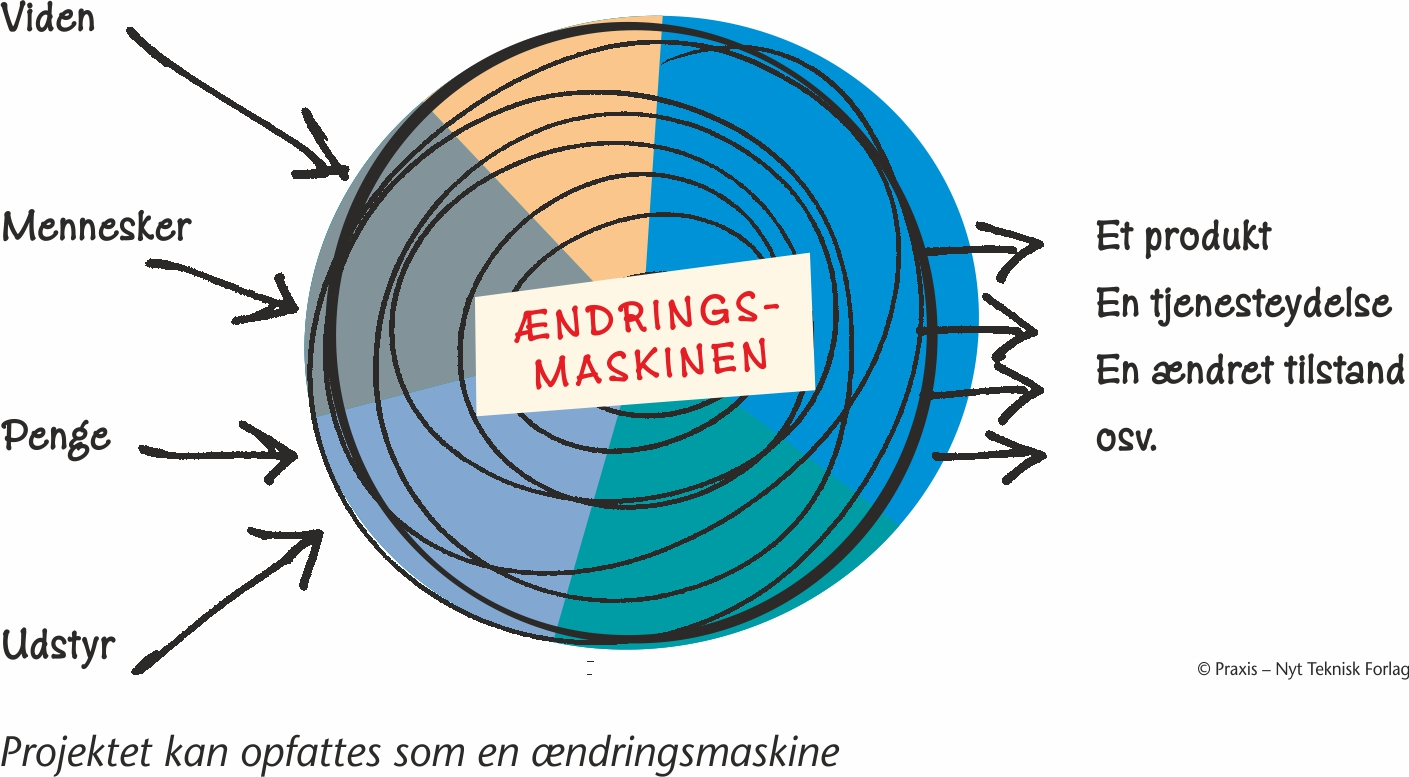 Viden
Mennesker
Penge
Udstyr
ÆNDRINGS-
MASKINEN
Et produkt
En tjenesteydelse
En ændret tilstand
osv.
© Praxis – Nyt Teknisk Forlag
Projektet kan opfattes som en ændringsmaskine